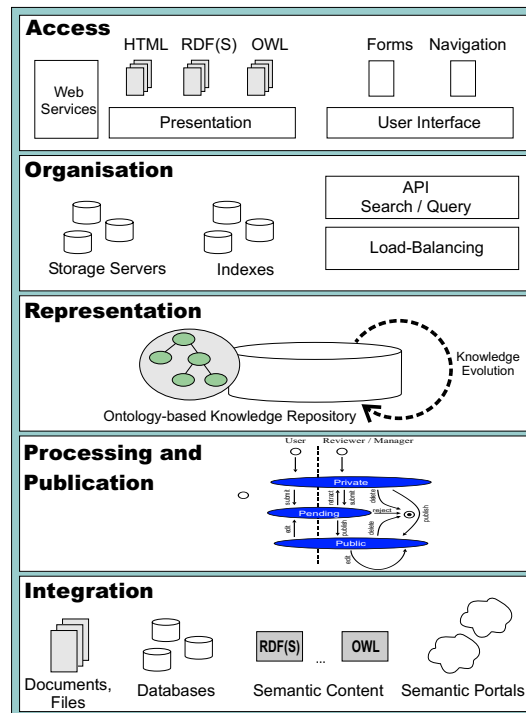 Access
HTML RDF(S) OWL
Forms Navigation
Web
Services
Presentation
User Interface
Organisation
API
Search / Query
Load-Balancing
Storage Servers
Indexes
Representation
Knowledge
Evolution
Ontology-based Knowledge Repository
Processing and
Publication
User
Reviewer / Manager
Private
submit
retract
submit
delete
publish
Pending
reject
edit
publish
delete
Public
edit
Integration
RDF(S) ... OWL
Documents,
Files
Databases
Semantic Content
Semantic Portals